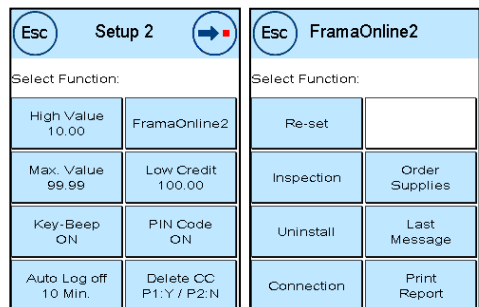 Esc Setup 2
Select Function:
High Value
10.00
FramaOnline2
Max. Value
99.99
Low Credit
100.00
Key-Beep
ON
PIN Code
ON
Auto Log off
10 Min.
Delete CC
P1:Y / P2:N
Esc FramaOnline2
Select Function:
Re-set
Inspection
Order
Supplies
Uninstall
Last
Message
Connection
Print
Report